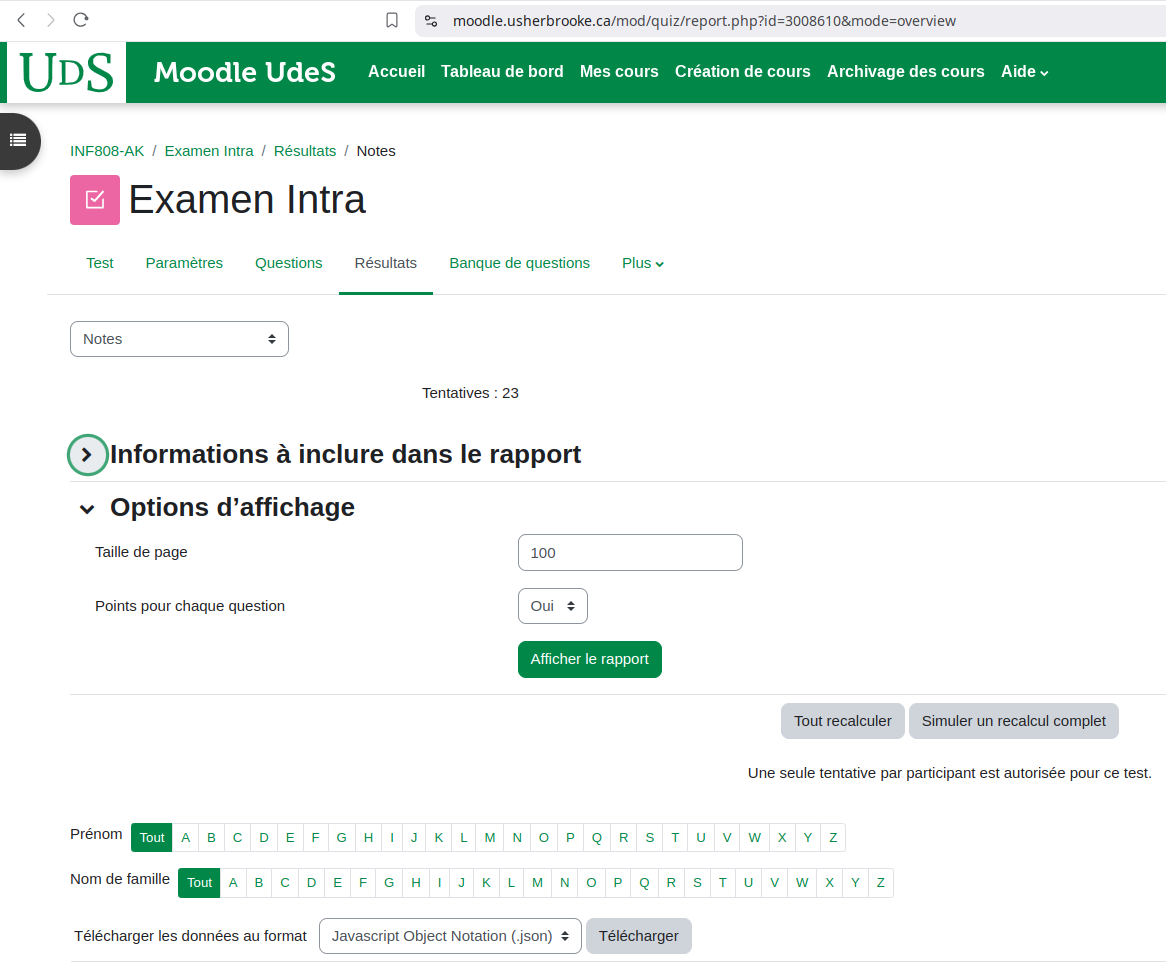 moodle.usherbrooke.ca/mod/quiz/report.php?id=3008610&mode=overview
UDS Moodle UdeS Accueil Tableau de bord Mes cours Création de cours Archivage des cours Aide
INF808-AK / Examen Intra / Résultats / Notes
Examen Intra
Test Paramètres Questions Résultats Banque de questions Plus
Notes
Tentatives : 23
Informations à inclure dans le rapport
Options d’affichage
Taille de page 100
Points pour chaque question Oui
Afficher le rapport
Tout recalculer Simuler un recalcul complet
Une seule tentative par participant est autorisée pour ce test.
Prénom Tout A B C D E F G H I J K L M N O P Q R S T U V W X Y Z
Nom de famille Tout A B C D E F G H I J K L M N O P Q R S T U V W X Y Z
Télécharger les données au format Javascript Object Notation (.json) Télécharger